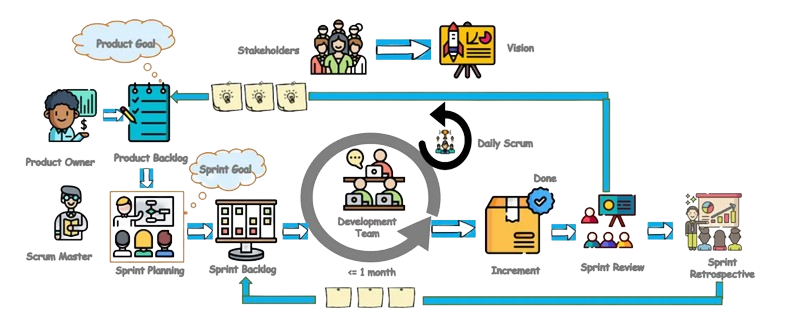 Product Goal
Stakeholders
Vision
Product Owner
Product Backlog
Daily Scrum
Sprint Goal
Scrum Master
Sprint Planning
Sprint Backlog
Development
Team
<= 1 month
Done
Increment
Sprint Review
Sprint
Retrospective